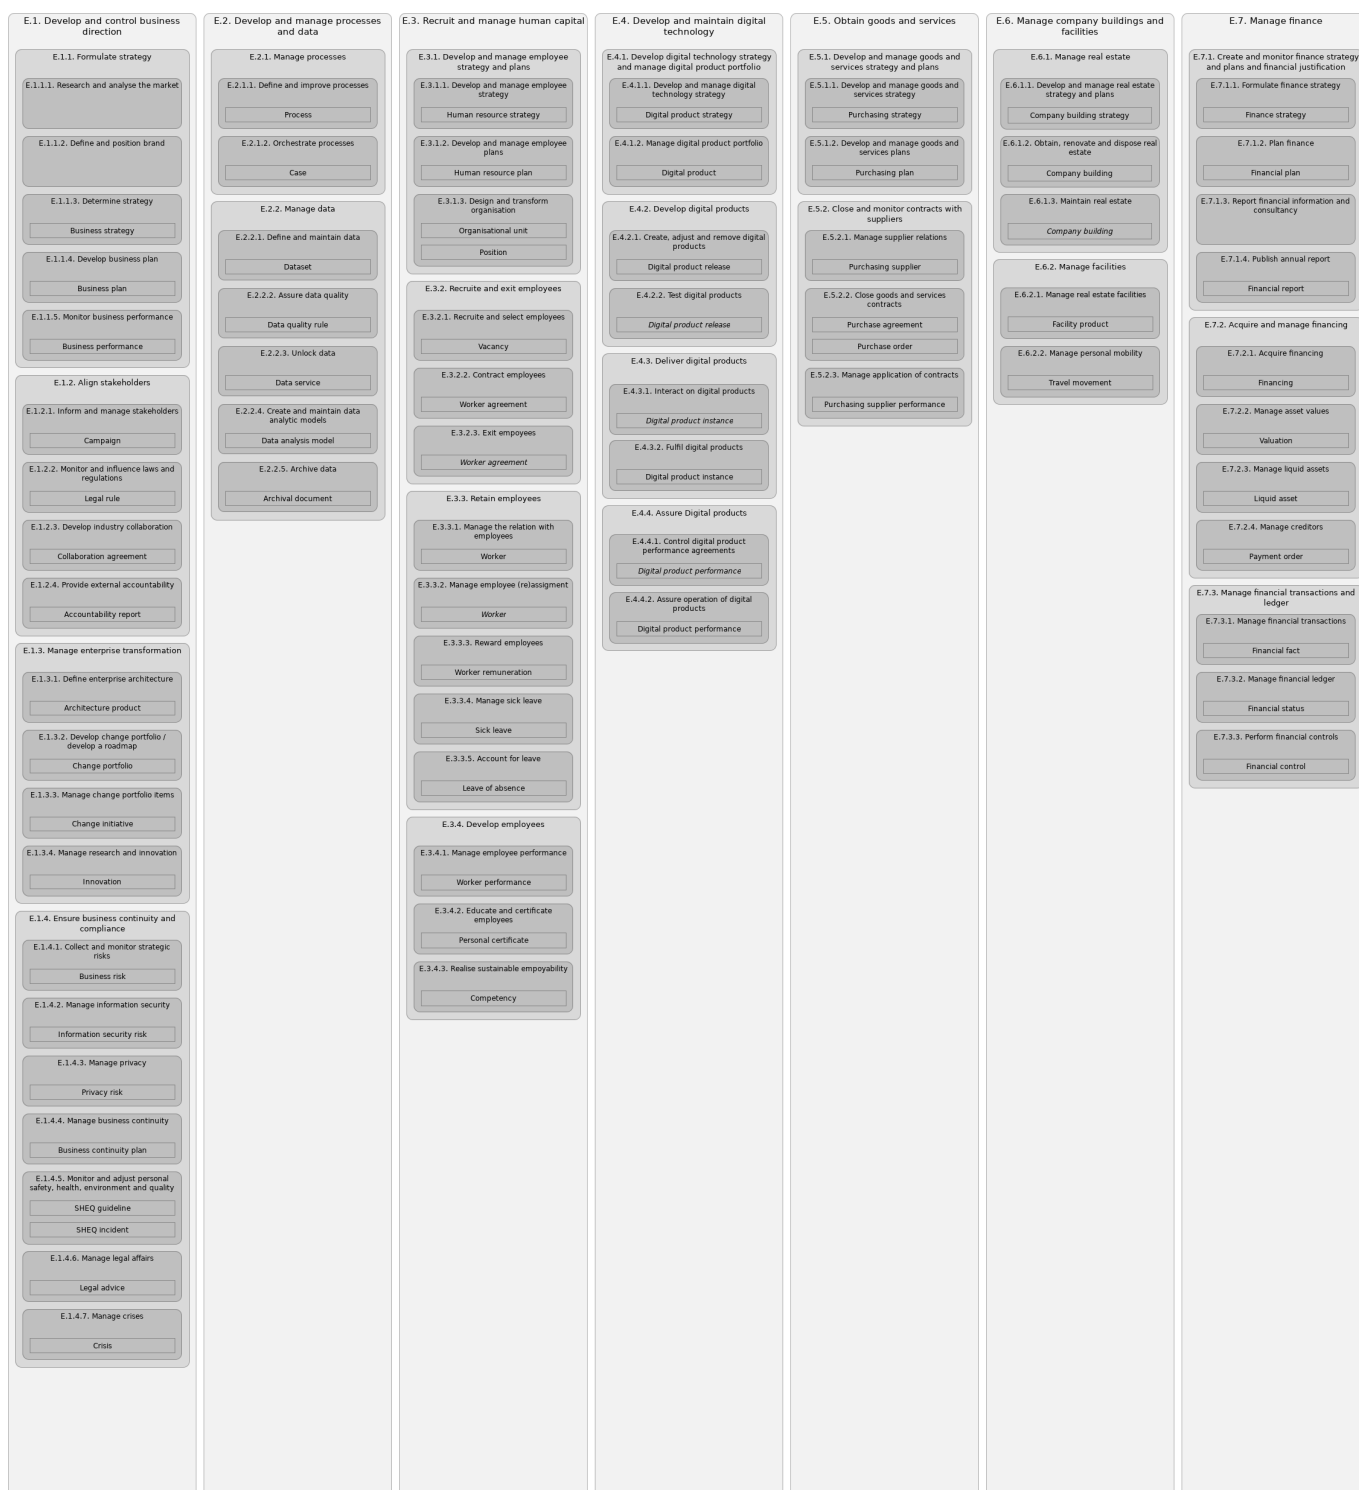 E.1. Develop and control business
direction
E.1.1. Formulate strategy
E.1.1.1. Research and analyse the market
E.1.1.2. Define and position brand
E.1.1.3. Determine strategy
Business strategy
E.1.1.4. Develop business plan
Business plan
E.1.1.5. Monitor business performance
Business performance
E.1.2. Align stakeholders
E.1.2.1. Inform and manage stakeholders
Campaign
E.1.2.2. Monitor and influence laws and
regulations
Legal rule
E.1.2.3. Develop industry collaboration
Collaboration agreement
E.1.2.4. Provide external accountability
Accountability report
E.1.3. Manage enterprise transformation
E.1.3.1. Define enterprise architecture
Architecture product
E.1.3.2. Develop change portfolio /
develop a roadmap
Change portfolio
E.1.3.3. Manage change portfolio items
Change initiative
E.1.3.4. Manage research and innovation
Innovation
E.1.4. Ensure business continuity and
compliance
E.1.4.1. Collect and monitor strategic
risks
Business risk
E.1.4.2. Manage information security
Information security risk
E.1.4.3. Manage privacy
Privacy risk
E.1.4.4. Manage business continuity
Business continuity plan
E.1.4.5. Monitor and adjust personal
safety, health, environment and quality
SHEQ guideline
SHEQ incident
E.1.4.6. Manage legal affairs
Legal advice
E.1.4.7. Manage crises
Crisis
E.2. Develop and manage processes
and data
E.2.1. Manage processes
E.2.1.1. Define and improve processes
Process
E.2.1.2. Orchestrate processes
Case
E.2.2. Manage data
E.2.2.1. Define and maintain data
Dataset
E.2.2.2. Assure data quality
Data quality rule
E.2.2.3. Unlock data
Data service
E.2.2.4. Create and maintain data
analytic models
Data analysis model
E.2.2.5. Archive data
Archival document
E.3. Recruit and manage human capital
E.3.1. Develop and manage employee
strategy and plans
E.3.1.1. Develop and manage employee
strategy
Human resource strategy
E.3.1.2. Develop and manage employee
plans
Human resource plan
E.3.1.3. Design and transform
organisation
Organisational unit
Position
E.3.2. Recruite and exit employees
E.3.2.1. Recruite and select employees
Vacancy
E.3.2.2. Contract employees
Worker agreement
E.3.2.3. Exit empoyees
Worker agreement
E.3.3. Retain employees
E.3.3.1. Manage the relation with
employees
Worker
E.3.3.2. Manage employee (re)assigment
Worker
E.3.3.3. Reward employees
Worker remuneration
E.3.3.4. Manage sick leave
Sick leave
E.3.3.5. Account for leave
Leave of absence
E.3.4. Develop employees
E.3.4.1. Manage employee performance
Worker performance
E.3.4.2. Educate and certificate
employees
Personal certificate
E.3.4.3. Realise sustainable empoyability
Competency
E.4. Develop and maintain digital
technology
E.4.1. Develop digital technology strategy
and manage digital product portfolio
E.4.1.1. Develop and manage digital
technology strategy
Digital product strategy
E.4.1.2. Manage digital product portfolio
Digital product
E.4.2. Develop digital products
E.4.2.1. Create, adjust and remove digital
products
Digital product release
E.4.2.2. Test digital products
Digital product release
E.4.3. Deliver digital products
E.4.3.1. Interact on digital products
Digital product instance
E.4.3.2. Fulfil digital products
Digital product instance
E.4.4. Assure Digital products
E.4.4.1. Control digital product
performance agreements
Digital product performance
E.4.4.2. Assure operation of digital
products
Digital product performance
E.5. Obtain goods and services
E.5.1. Develop and manage goods and
services strategy and plans
E.5.1.1. Develop and manage goods and
services strategy
Purchasing strategy
E.5.1.2. Develop and manage goods and
services plans
Purchasing plan
E.5.2. Close and monitor contracts with
suppliers
E.5.2.1. Manage supplier relations
Purchasing supplier
E.5.2.2. Close goods and services
contracts
Purchase agreement
Purchase order
E.5.2.3. Manage application of contracts
Purchasing supplier performance
E.6. Manage company buildings and
facilities
E.6.1. Manage real estate
E.6.1.1. Develop and manage real estate
strategy and plans
Company building strategy
E.6.1.2. Obtain, renovate and dispose real
estate
Company building
E.6.1.3. Maintain real estate
Company building
E.6.2. Manage facilities
E.6.2.1. Manage real estate facilities
Facility product
E.6.2.2. Manage personal mobility
Travel movement
E.7. Manage finance
E.7.1. Create and monitor finance strategy
and plans and financial justification
E.7.1.1. Formulate finance strategy
Finance strategy
E.7.1.2. Plan finance
Financial plan
E.7.1.3. Report financial information and
consultancy
E.7.1.4. Publish annual report
Financial report
E.7.2. Acquire and manage financing
E.7.2.1. Acquire financing
Financing
E.7.2.2. Manage asset values
Valuation
E.7.2.3. Manage liquid assets
Liquid asset
E.7.2.4. Manage creditors
Payment order
E.7.3. Manage financial transactions and
ledger
E.7.3.1. Manage financial transactions
Financial fact
E.7.3.2. Manage financial ledger
Financial status
E.7.3.3. Perform financial controls
Financial control